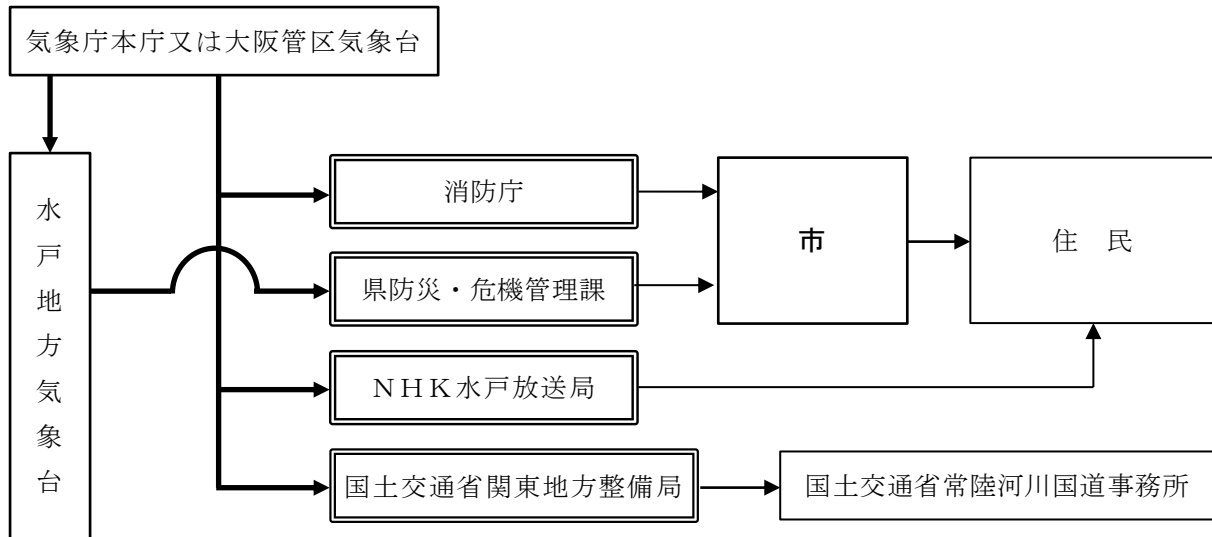 気象庁本庁又は大阪管区気象台
水戸地方気象台
消防庁
県防災・危機管理課
ＮＨＫ水戸放送局
国土交通省関東地方整備局
市
住　民
国土交通省常陸河川国道事務所